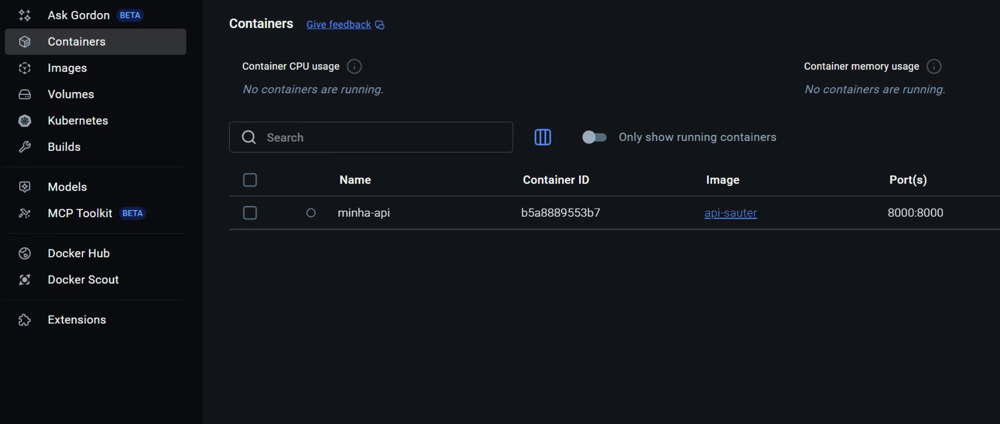 Ask Gordon BETA
Containers
Images
Volumes
Kubernetes
Builds
Models
MCP Toolkit BETA
Docker Hub
Docker Scout
Extensions
Containers Give feedback
Container CPU usage
No containers are running.
Container memory usage
No containers are running.
Search
Only show running containers
Name Container ID Image Port(s)
minha-api b5a8889553b7 api-sauter 8000:8000